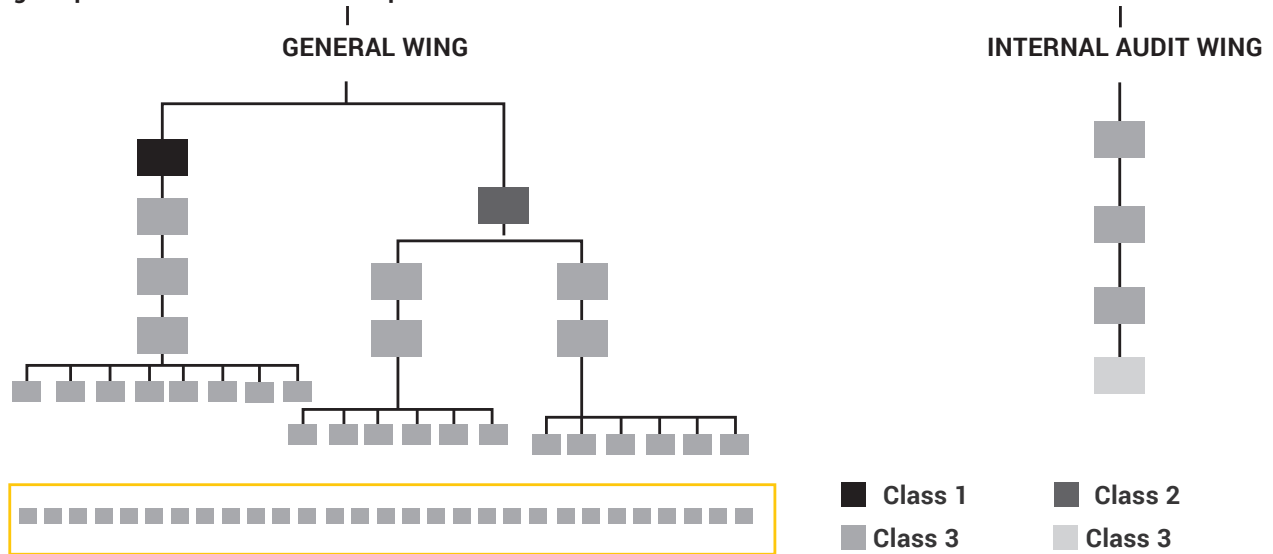 GENERAL WING
INTERNAL AUDIT WING
Class 1
Class 2
Class 3
Class 3